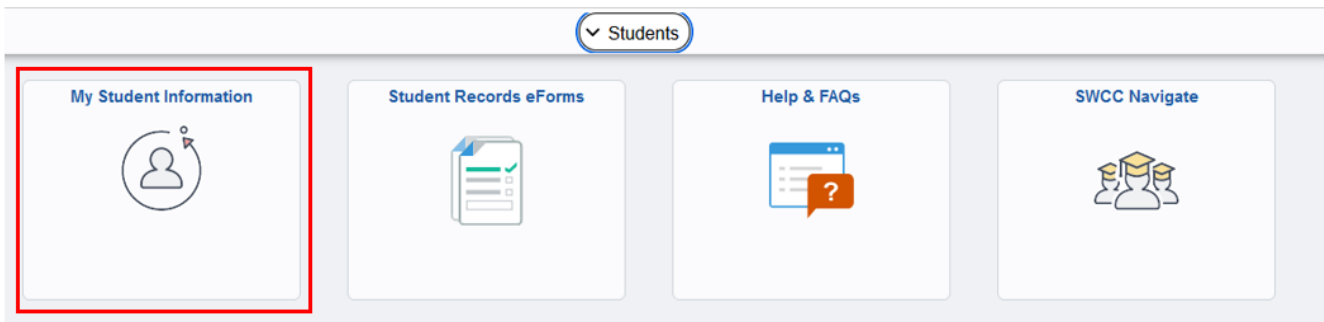 Students
My Student Information
Student Records eForms
Help & FAQs
SWCC Navigate
?